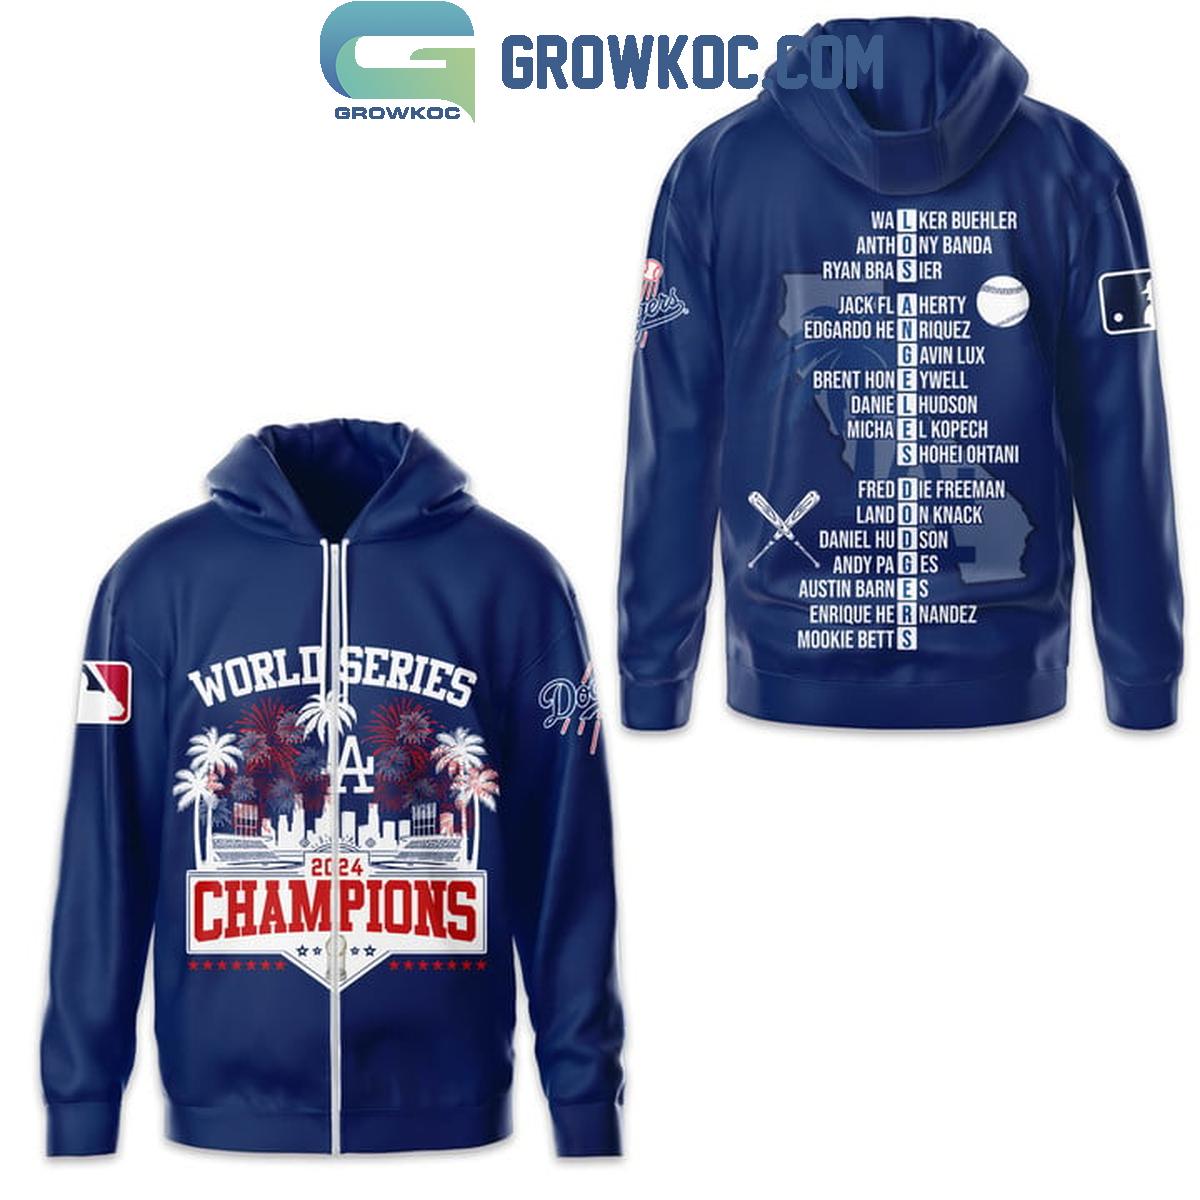 GROWKOC
GROWKOC.COM
WALKER BUEHLER
ANTHONY BANDA
RYAN BRASIER
JACK FLAHERTY
EDGARDO HENRIQUEZ
GAVIN LUX
BRENT HONEYWELL
DANIEL HUDSON
MICHAEL KOPECH
SHOHEI OHTANI
FREDDIE FREEMAN
LANDON KNACK
DANIEL HUDSON
ANDY PAGES
AUSTIN BARNES
ENRIQUE HERNANDEZ
MOOKIE BETTS
gers
WORLD SERIES
LA
2024
CHAMPIONS
Do